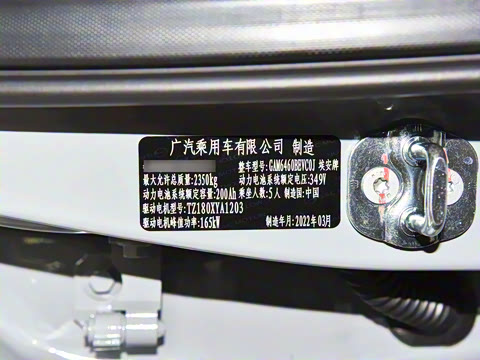 广汽乘用车有限公司 制造
整车型号:GAM6460BEVC0J 埃安牌
最大允许总质量:2350kg 动力电池系统额定电压:349V
动力电池系统额定容量:200Ah 乘坐人数:5人 制造国:中国
驱动电机型号:TZ180XYA1203
驱动电机峰值功率:165kW 制造年月:2022年03月